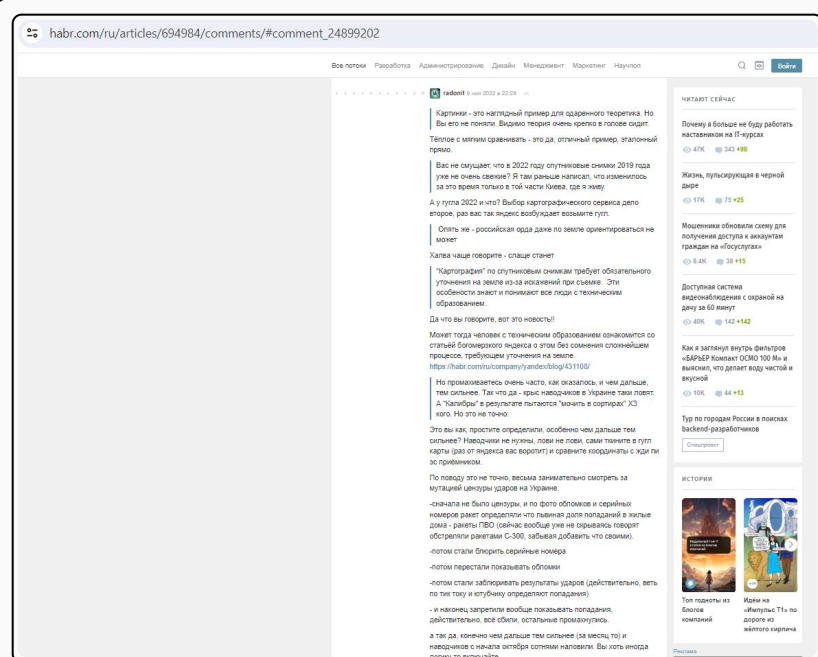 habr.com/ru/articles/694984/comments/#comment_24899202
Все потоки Разработка Администрирование Дизайн Менеджмент Маркетинг Научпоп
Войти
radonit 9 ноя 2022 в 22:28
Картинки - это наглядный пример для одаренного теоретика. Но
Вы его не поняли. Видимо теория очень крепко в голове сидит.
Тёплое с мягким сравнивать - это да, отличный пример, эталонный
прямо.
Вас не смущает, что в 2022 году спутниковые снимки 2019 года
уже не очень свежие? Я там раньше написал, что изменилось
за это время только в той части Киева, где я живу.
А у гугла 2022 и что? Выбор картографического сервиса дело
второе, раз вас так яндекс возбуждает возьмите гугл.
Опять же - российская орда даже по земле ориентироваться не
может
Халва чаще говорите - слаще станет
"Картография" по спутниковым снимкам требует обязательного
уточнения на земле из-за искажений при съемке. Эти
особености знают и понимают все люди с техническим
образованием.
Да что вы говорите, вот это новость!!
Может тогда человек с техническим образованием ознакомится со
статьёй богомерзкого яндекса о этом без сомнения сложнейшем
процессе, требующем уточнения на земле.
https://habr.com/ru/company/yandex/blog/431108/
Но промахиваетесь очень часто, как оказалось, и чем дальше,
тем сильнее. Так что да - крыс наводчиков в Украине таки ловят.
А "Калибры" в результате пытаются "мочить в сортирах" ХЗ
кого. Но это не точно:
Это вы как, простите определили, особенно чем дальше тем
сильнее? Наводчики не нужны, лови не лови, сами ткните в гугл
карты (раз от яндекса вас воротит) и сравните координаты с жди пи
эс приёмником.
По поводу это не точно, весьма занимательно смотреть за
мутацией цензуры ударов на Украине:
-сначала не было цензуры, и по фото обломков и серийных
номеров ракет определяли что львиная доля попаданий в жилые
дома - ракеты ПВО (сейчас вообще уже не скрываясь говорят
обстреляли ракетами С-300, забывая добавить что своими).
-потом стали блюрить серийные номера
-потом перестали показывать обломки
-потом стали заблюривать результаты ударов (действительно, веть
по тик току и ютубчику определяют попадания)
- и наконец запретили вообще показывать попадания,
действительно, всё сбили, остальные промахнулись.
а так да, конечно чем дальше тем сильнее (за месяц то) и
наводчиков с начала октября сотнями наловили. Вы хоть иногда
логику то включайте
ЧИТАЮТ СЕЙЧАС
Почему я больше не буду работать
наставником на IT-курсах
47K 343 +98
Жизнь, пульсирующая в черной
дыре
17K 75 +25
Мошенники обновили схему для
получения доступа к аккаунтам
граждан на «Госуслугах»
8.4K 38 +15
Доступная система
видеонаблюдения с охраной на
дачу за 60 минут
40K 142 +142
Как я заглянул внутрь фильтров
«БАРЬЕР Компакт ОСМО 100 М» и
выяснил, что делает воду чистой и
вкусной
10K 44 +13
Тур по городам России в поисках
backend-разработчиков
Спецпроект
ИСТОРИИ
Топ годноты из
блогов
компаний
Идём на
«Импульс Т1» по
дороге из
жёлтого кирпича
Реклама